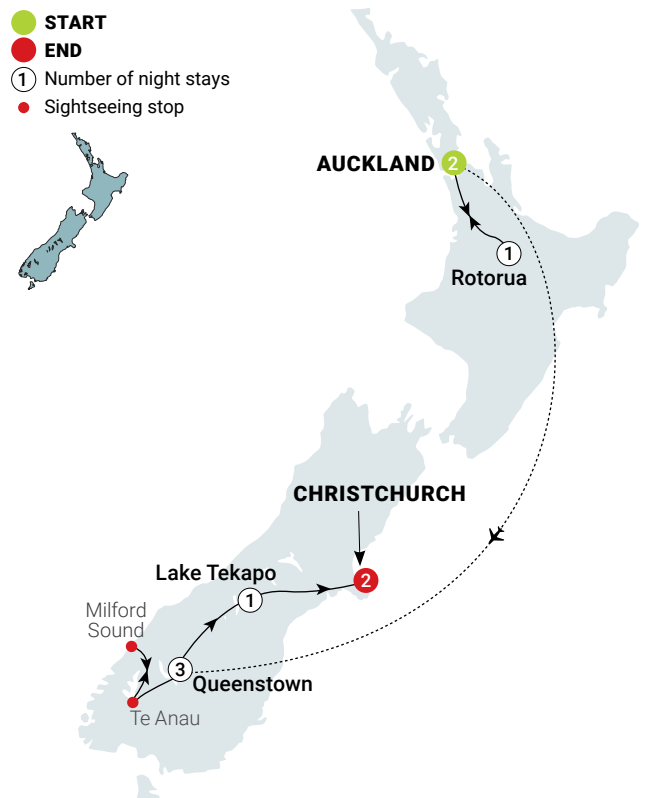 START
END
1 Number of night stays
Sightseeing stop
AUCKLAND 2
1
Rotorua
CHRISTCHURCH
2
Lake Tekapo
1
Milford
Sound
3
Queenstown
Te Anau